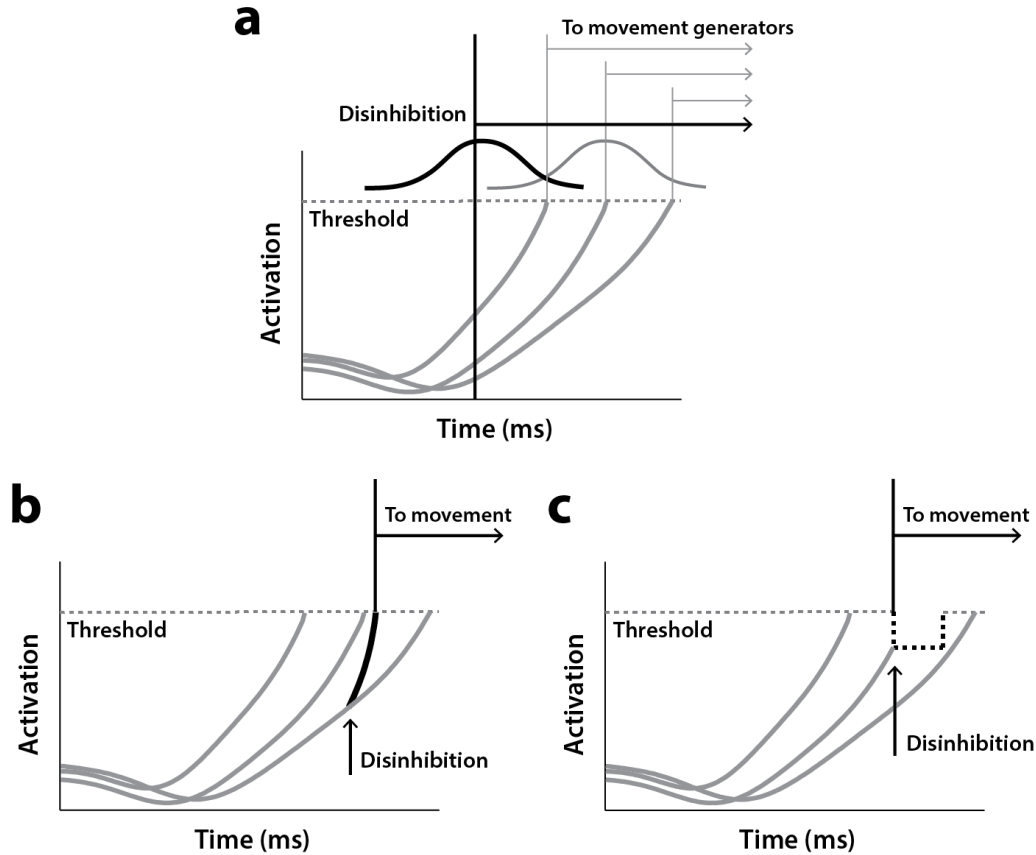 a
To movement generators
Disinhibition
Threshold
Activation
Time (ms)
b
To movement
Threshold
Activation
Disinhibition
Time (ms)
c
To movement
Threshold
Activation
Disinhibition
Time (ms)